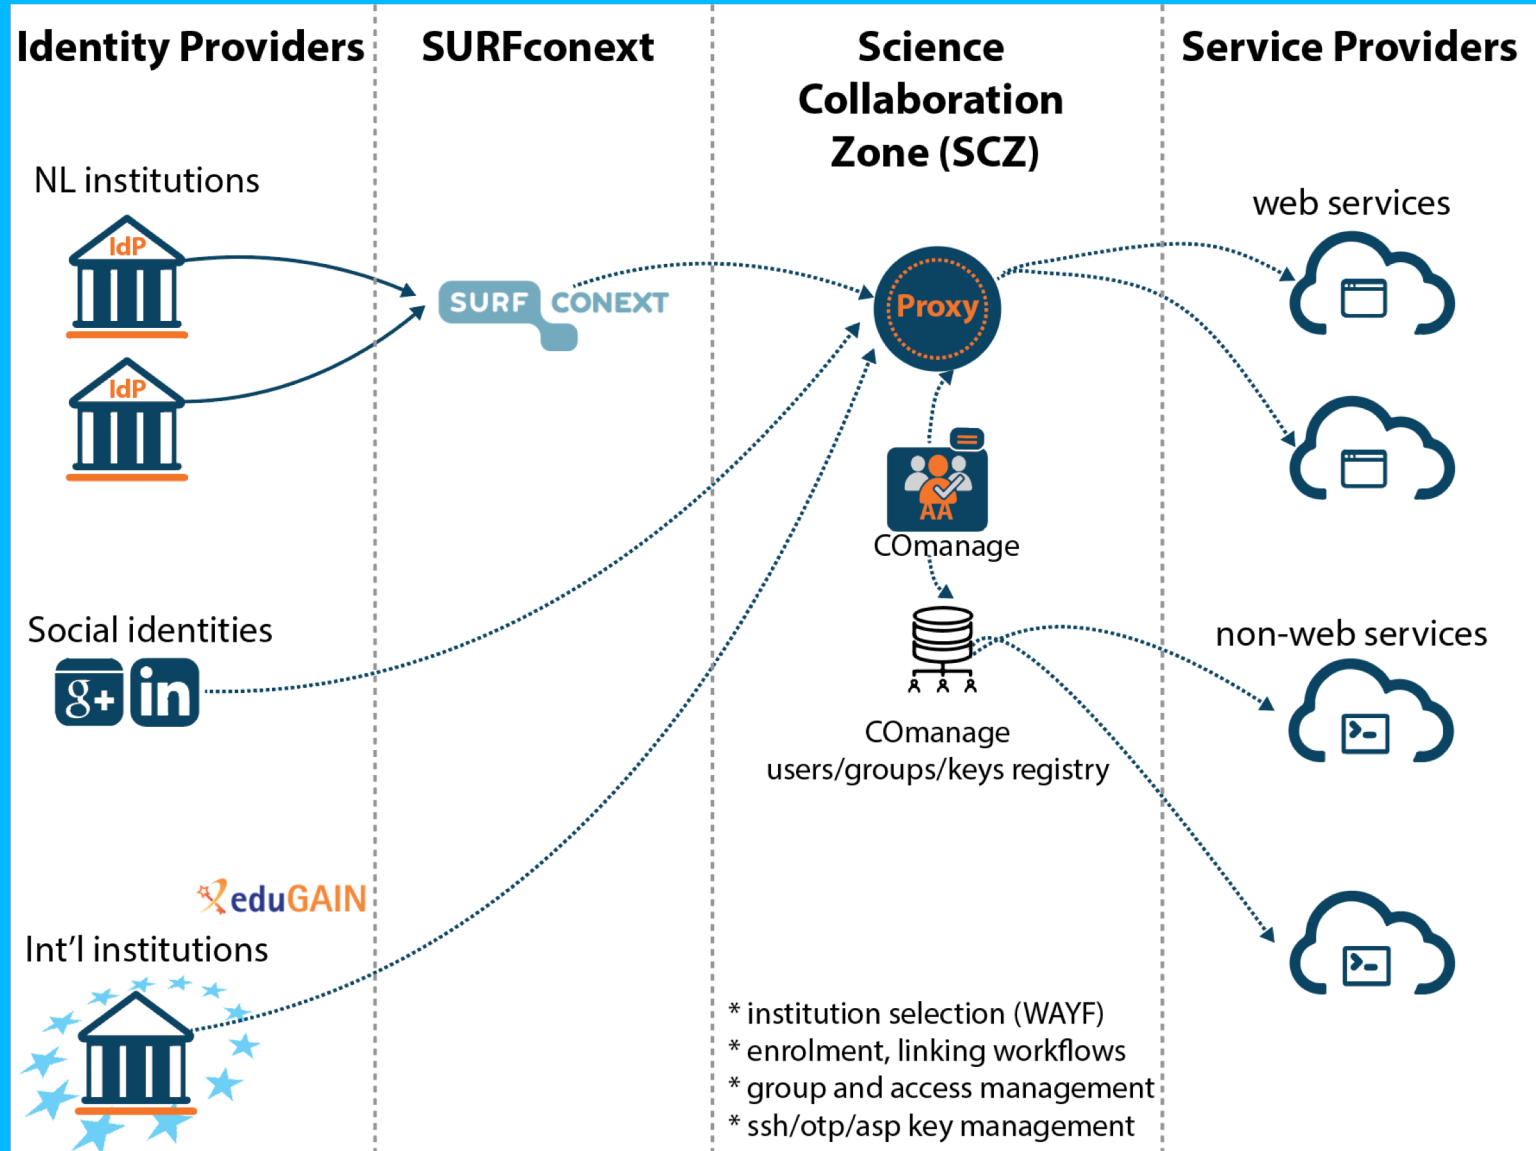 Identity Providers
SURFconext
Science
Collaboration
Zone (SCZ)
Service Providers
NL institutions
IdP
IdP
SURF CONEXT
Proxy
web services
AA
COmanage
Social identities
g+ in
COmanage
users/groups/keys registry
non-web services
eduGAIN
Int'l institutions
* institution selection (WAYF)
* enrolment, linking workflows
* group and access management
* ssh/otp/asp key management